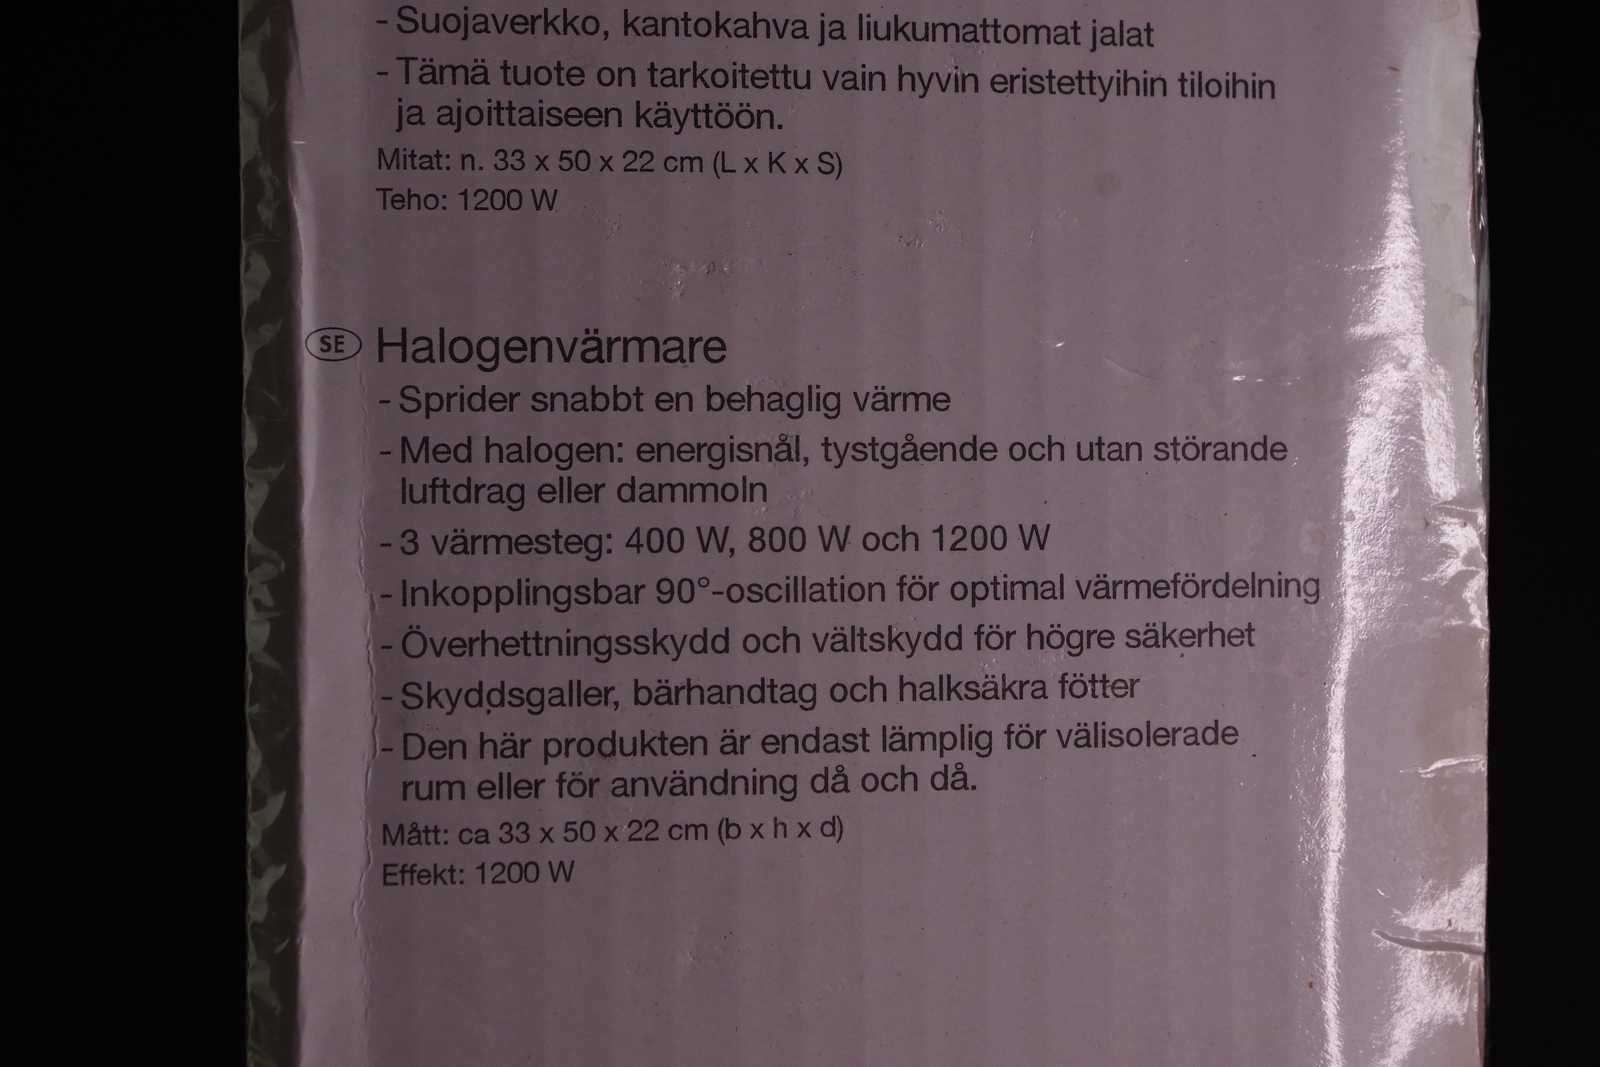 - Suojaverkko, kantokahva ja liukumattomat jalat
- Tämä tuote on tarkoitettu vain hyvin eristettyihin tiloihin
ja ajoittaiseen käyttöön.
Mitat: n. 33 x 50 x 22 cm (L x K x S)
Teho: 1200 W
SE Halogenvärmare
- Sprider snabbt en behaglig värme
- Med halogen: energisnål, tystgående och utan störande
luftdrag eller dammoln
- 3 värmesteg: 400 W, 800 W och 1200 W
- Inkopplingsbar 90°-oscillation för optimal värmefördelning
- Överhettningsskydd och vältskydd för högre säkerhet
- Skyddsgaller, bärhandtag och halksäkra fötter
- Den här produkten är endast lämplig för välisolerade
rum eller för användning då och då.
Mått: ca 33 x 50 x 22 cm (b x h x d)
Effekt: 1200 W